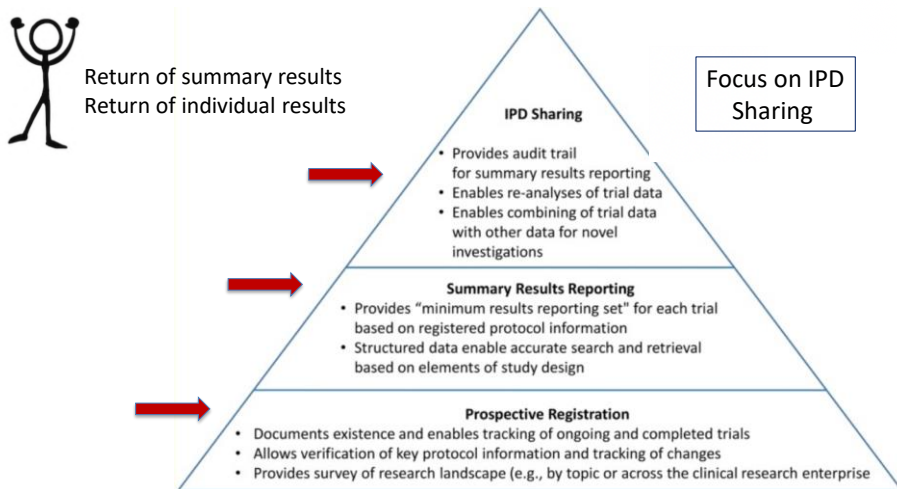 Return of summary results
Return of individual results
Focus on IPD
Sharing
IPD Sharing
• Provides audit trail
for summary results reporting
• Enables re-analyses of trial data
• Enables combining of trial data
with other data for novel
investigations
Summary Results Reporting
• Provides “minimum results reporting set” for each trial
based on registered protocol information
• Structured data enable accurate search and retrieval
based on elements of study design
Prospective Registration
• Documents existence and enables tracking of ongoing and completed trials
• Allows verification of key protocol information and tracking of changes
• Provides survey of research landscape (e.g., by topic or across the clinical research enterprise